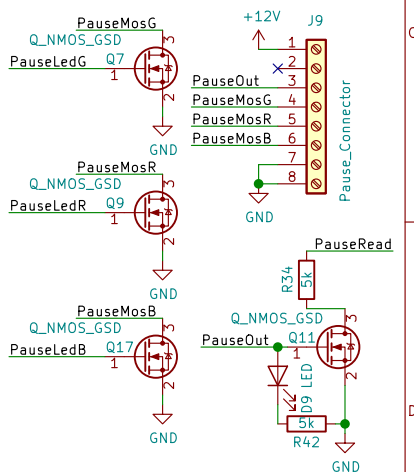 PauseMosG
Q_NMOS_GSD
3
PauseLedG
Q7
1
2
GND
PauseMosR
Q_NMOS_GSD
3
PauseLedR
Q9
1
2
GND
PauseMosB
Q_NMOS_GSD
3
PauseLedB
Q17
1
2
GND
+12V
J9
1
2
PauseOut
3
PauseMosG
4
PauseMosR
5
PauseMosB
6
7
8
Pause_Connector
GND
PauseRead
R34
5k
Q_NMOS_GSD
3
PauseOut
Q11
1
2
D9
LED
5k
R42
GND
C
D